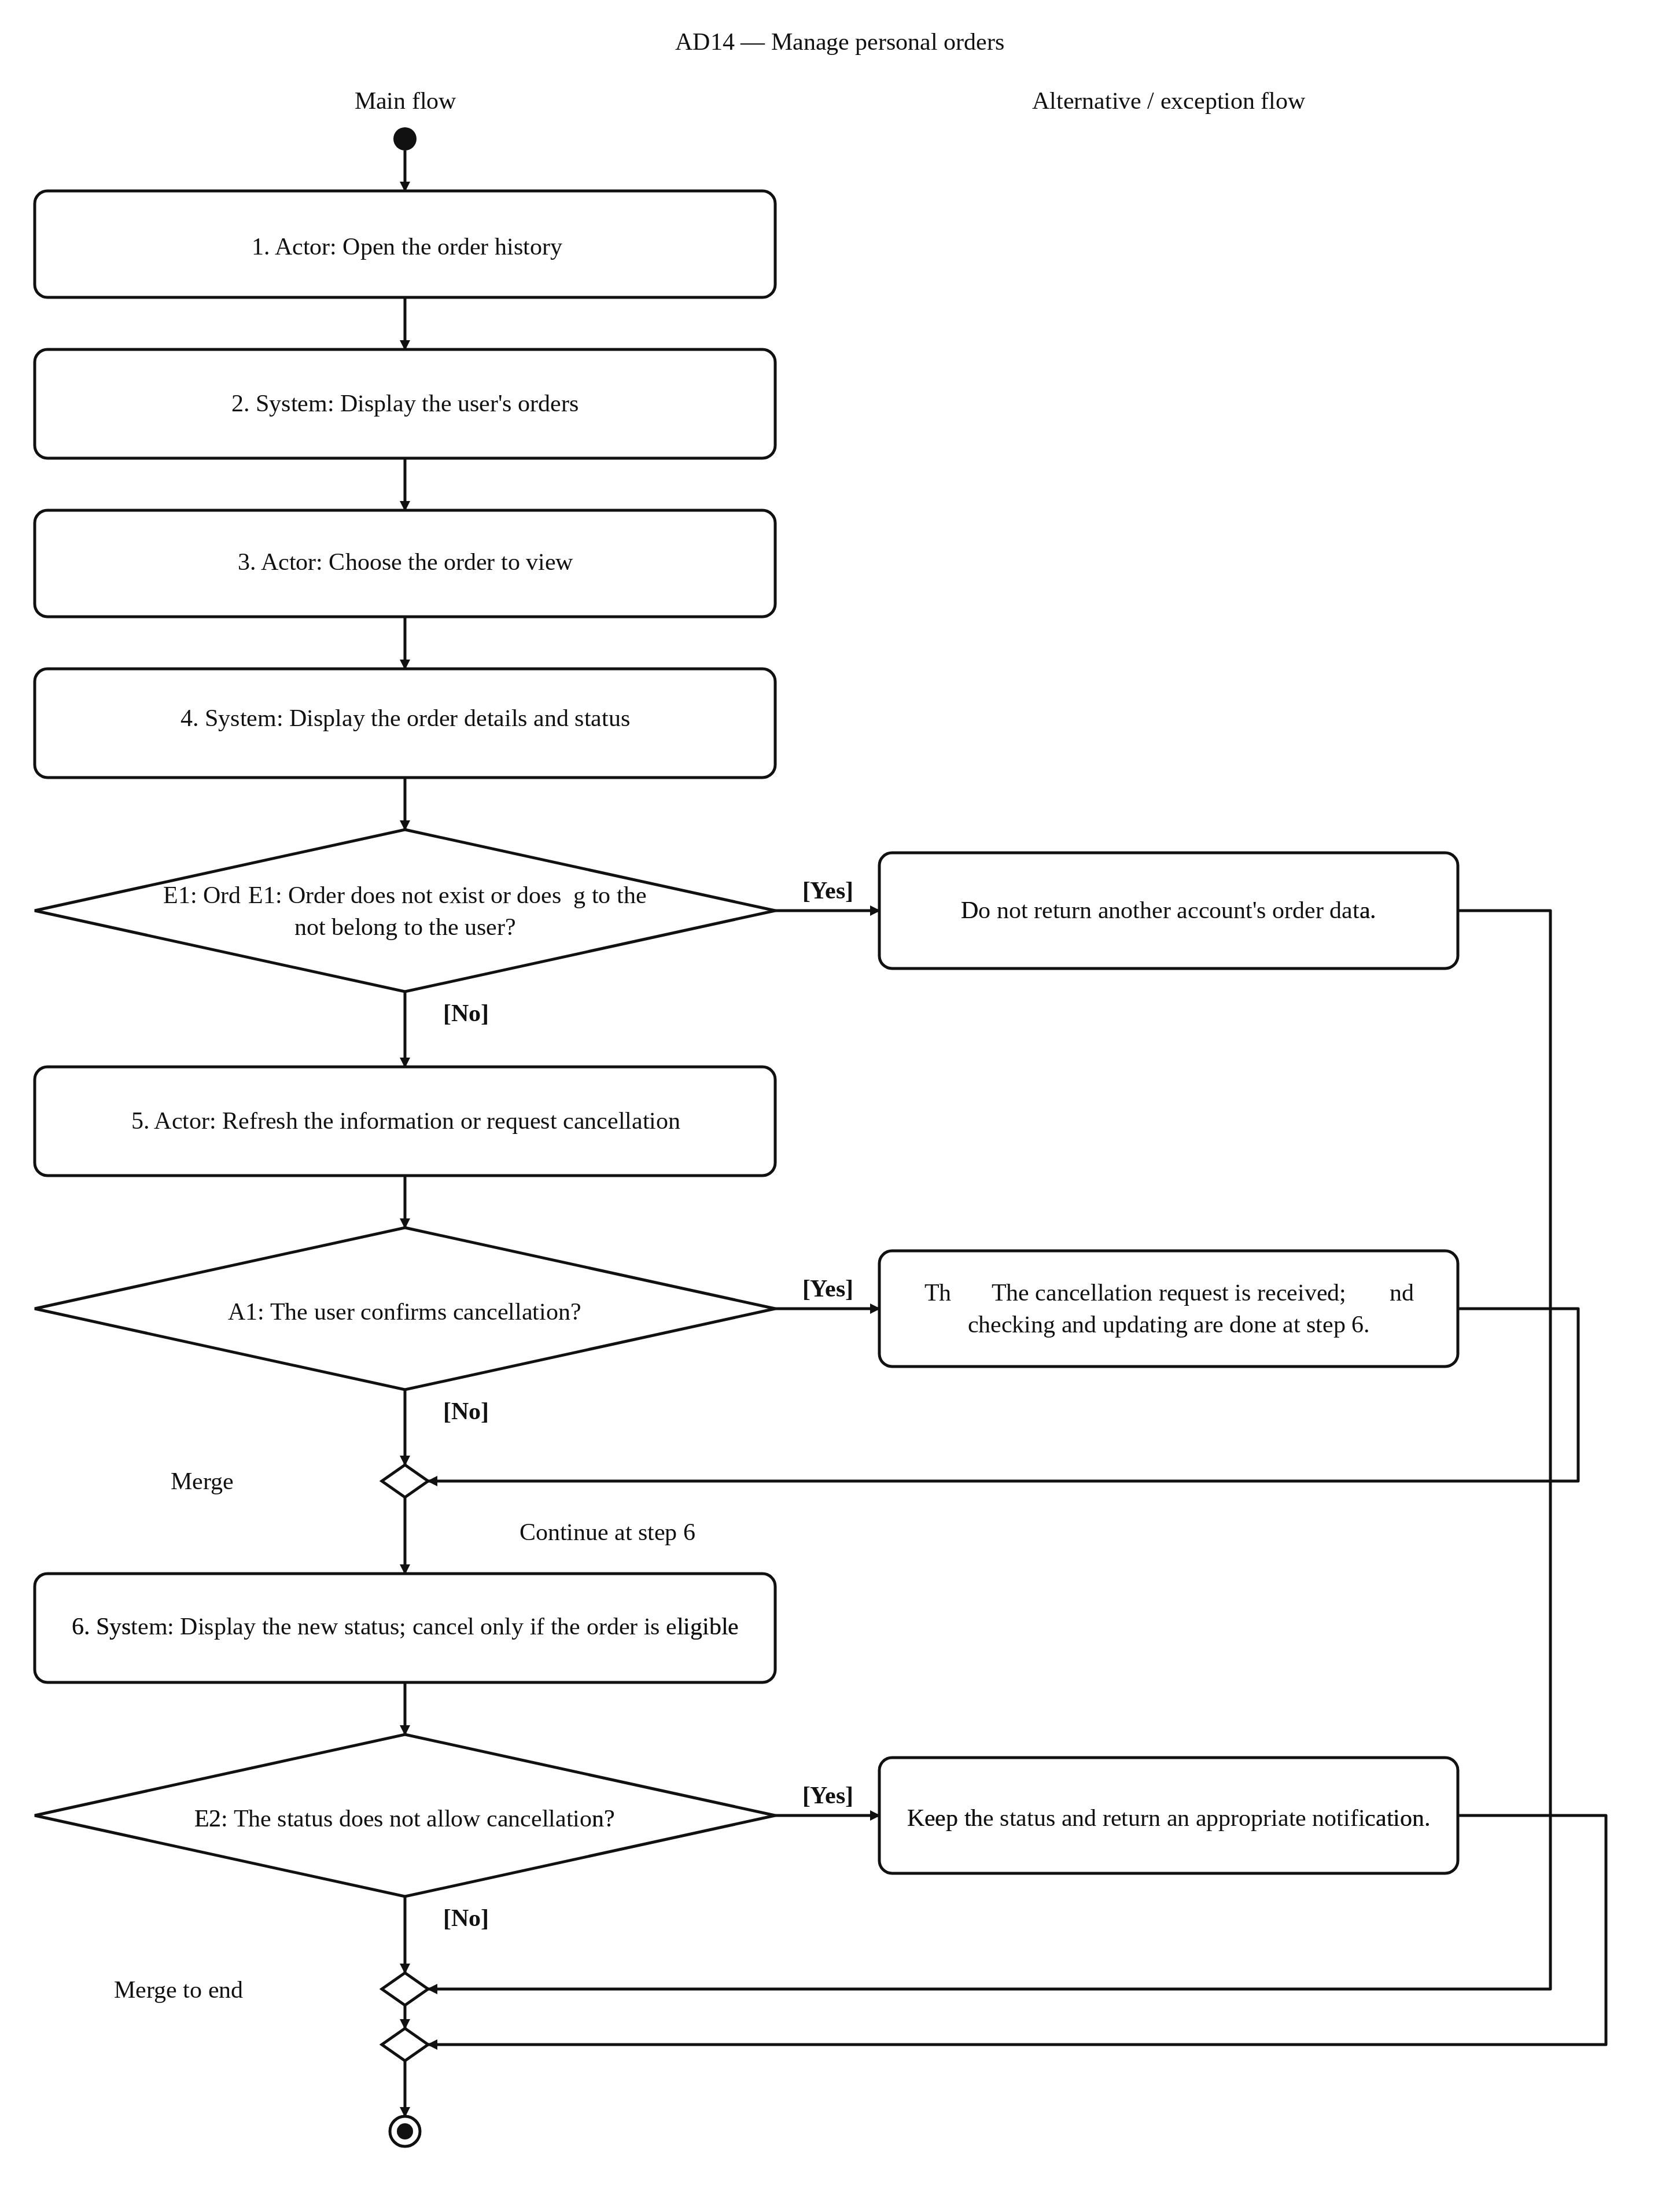 AD14 — Manage personal orders
Main flow
Alternative / exception flow
1. Actor: Open the order history
2. System: Display the user's orders
3. Actor: Choose the order to view
4. System: Display the order details and status
E1: Ord E1: Order does not exist or does g to the
not belong to the user?
[Yes]
Do not return another account's order data.
[No]
5. Actor: Refresh the information or request cancellation
A1: The user confirms cancellation?
[Yes]
Th The cancellation request is received; nd
checking and updating are done at step 6.
[No]
Merge
Continue at step 6
6. System: Display the new status; cancel only if the order is eligible
E2: The status does not allow cancellation?
[Yes]
Keep the status and return an appropriate notification.
[No]
Merge to end